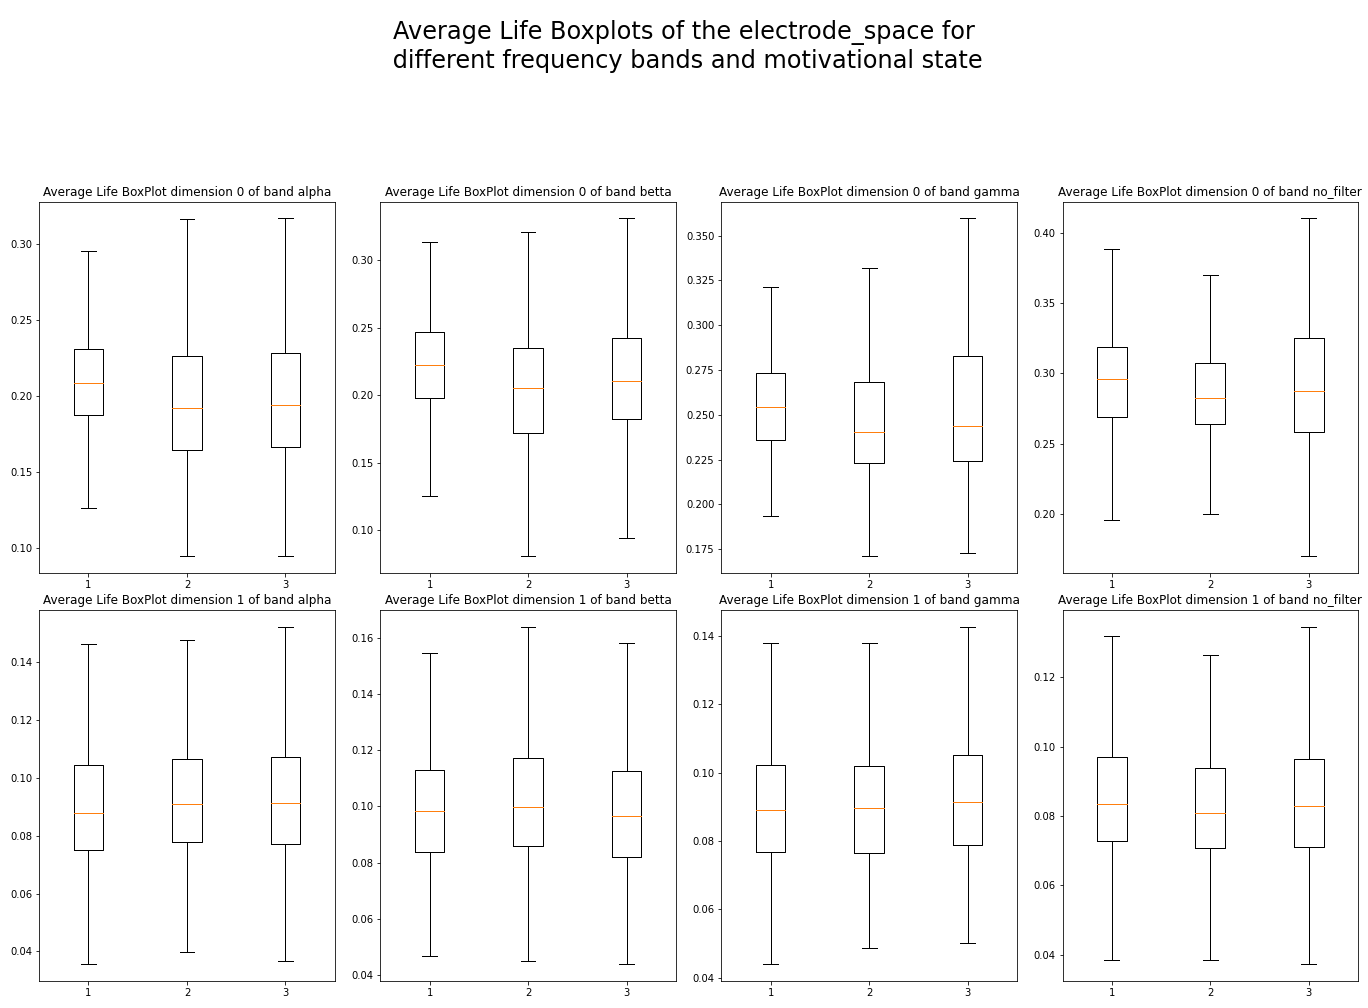 Average Life Boxplots of the electrode_space for
different frequency bands and motivational state
Average Life BoxPlot dimension 0 of band alpha
0.30
0.25
0.20
0.15
0.10
1 2 3
Average Life BoxPlot dimension 0 of band betta
0.30
0.25
0.20
0.15
0.10
1 2 3
Average Life BoxPlot dimension 0 of band gamma
0.350
0.325
0.300
0.275
0.250
0.225
0.200
0.175
1 2 3
Average Life BoxPlot dimension 0 of band no_filter
0.40
0.35
0.30
0.25
0.20
1 2 3
Average Life BoxPlot dimension 1 of band alpha
0.14
0.12
0.10
0.08
0.06
0.04
1 2 3
Average Life BoxPlot dimension 1 of band betta
0.16
0.14
0.12
0.10
0.08
0.06
0.04
1 2 3
Average Life BoxPlot dimension 1 of band gamma
0.14
0.12
0.10
0.08
0.06
0.04
1 2 3
Average Life BoxPlot dimension 1 of band no_filter
0.12
0.10
0.08
0.06
0.04
1 2 3